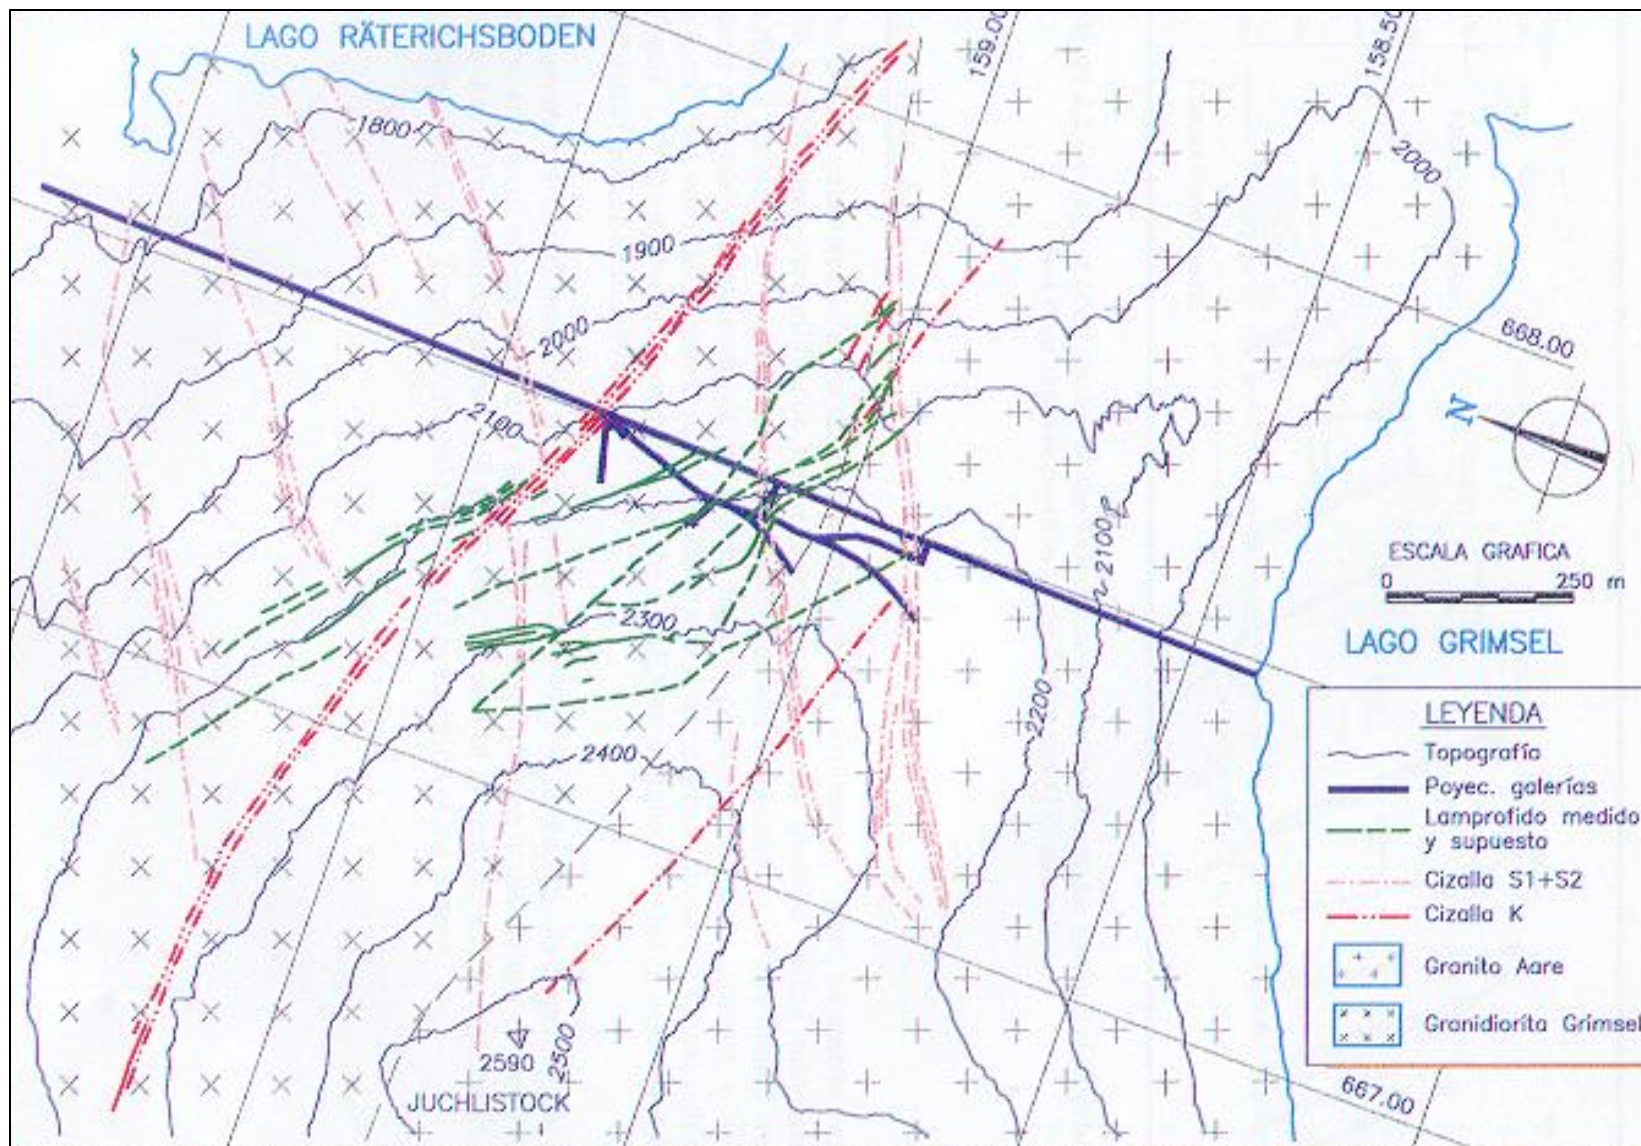 LAGO RÄTERICHSBODEN
159.00
158.50
1800
2000
1900
2000
668.00
2100
N
ESCALA GRAFICA
0 250 m
2100
2300
LAGO GRIMSEL
2200
LEYENDA
Topografía
2400
Poyec. galerías
Lamprofido medido
y supuesto
Cizalla S1+S2
Cizalla K
Granito Aare
Granidiorita Grimsel
2590
2500
667.00
JUCHLISTOCK